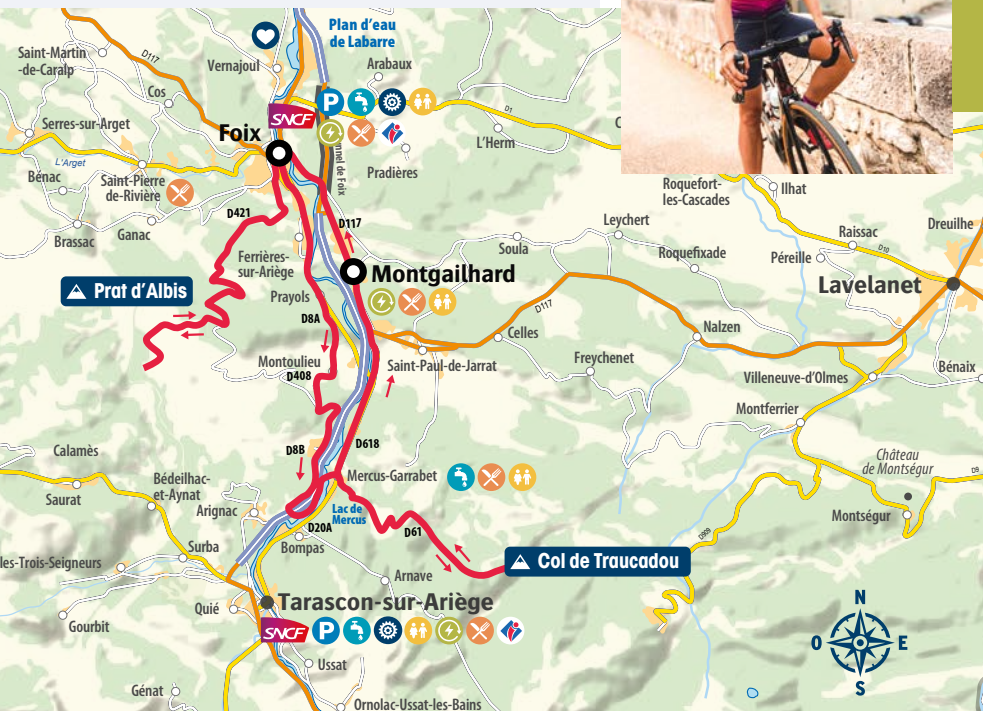 Plan d'eau
de Labarre
Saint-Martin
-de-Caralp
D117
Vernajoul
Arabaux
Cos
P
SNCF
D1
Serres-sur-Arget
Foix
L'Herm
L'Arget
Bénac
Saint-Pierre
de-Rivière
Pradières
nnel de Foix
Roquefort-
les-Cascades
Ilhat
D421
D117
Leychert
Dreuilhe
Brassac
Ganac
Soula
Raissac
D10
Ferrières-
sur-Ariège
Roquefixade
Péreille
Montgailhard
Prat d'Albis
Lavelanet
Prayols
D8A
D117
Celles
Nalzen
Montoulieu
D408
Saint-Paul-de-Jarrat
Freychenet
Villeneuve-d'Olmes
Bénaix
Montferrier
D8B
D618
Calamès
Château
de Montségur
D9
Bédeilhac-
et-Aynat
Mercus-Garrabet
Saurat
Arignac
Lac de
Mercus
Montségur
D20A
D61
D909
Surba
Bompas
les-Trois-Seigneurs
Col de Traucadou
Arnave
Quié
Tarascon-sur-Ariège
N
Gourbit
SNCF
P
O
E
S
Ussat
Génat
Ornolac-Ussat-les-Bains